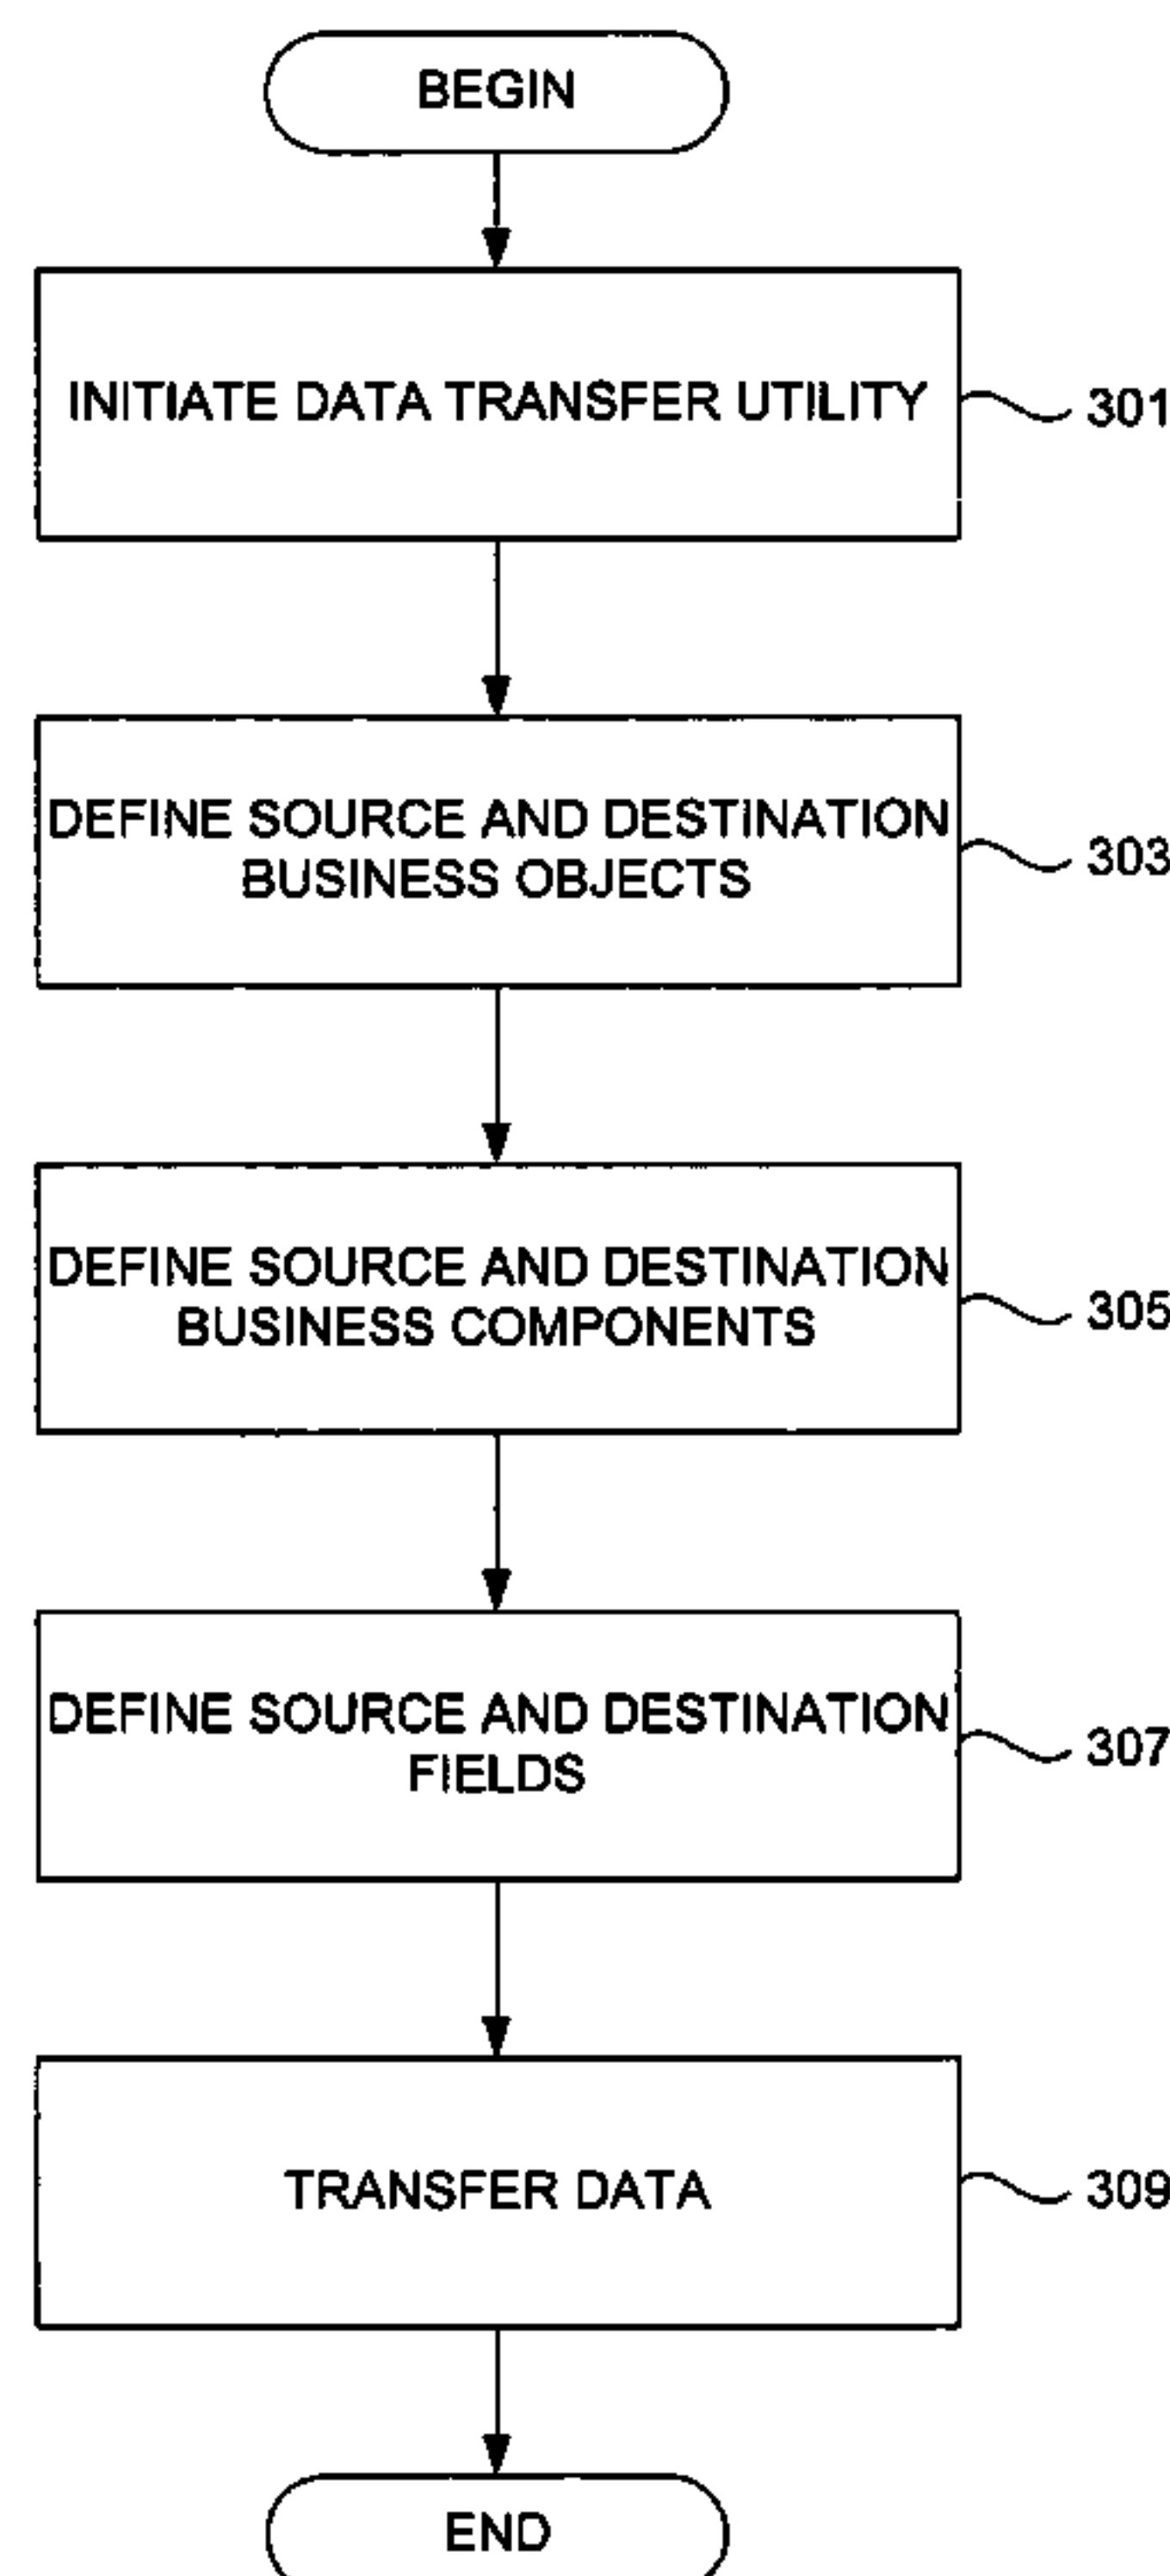 BEGIN
INITIATE DATA TRANSFER UTILITY
301
DEFINE SOURCE AND DESTINATION
BUSINESS OBJECTS
303
DEFINE SOURCE AND DESTINATION
BUSINESS COMPONENTS
305
DEFINE SOURCE AND DESTINATION
FIELDS
307
TRANSFER DATA
309
END